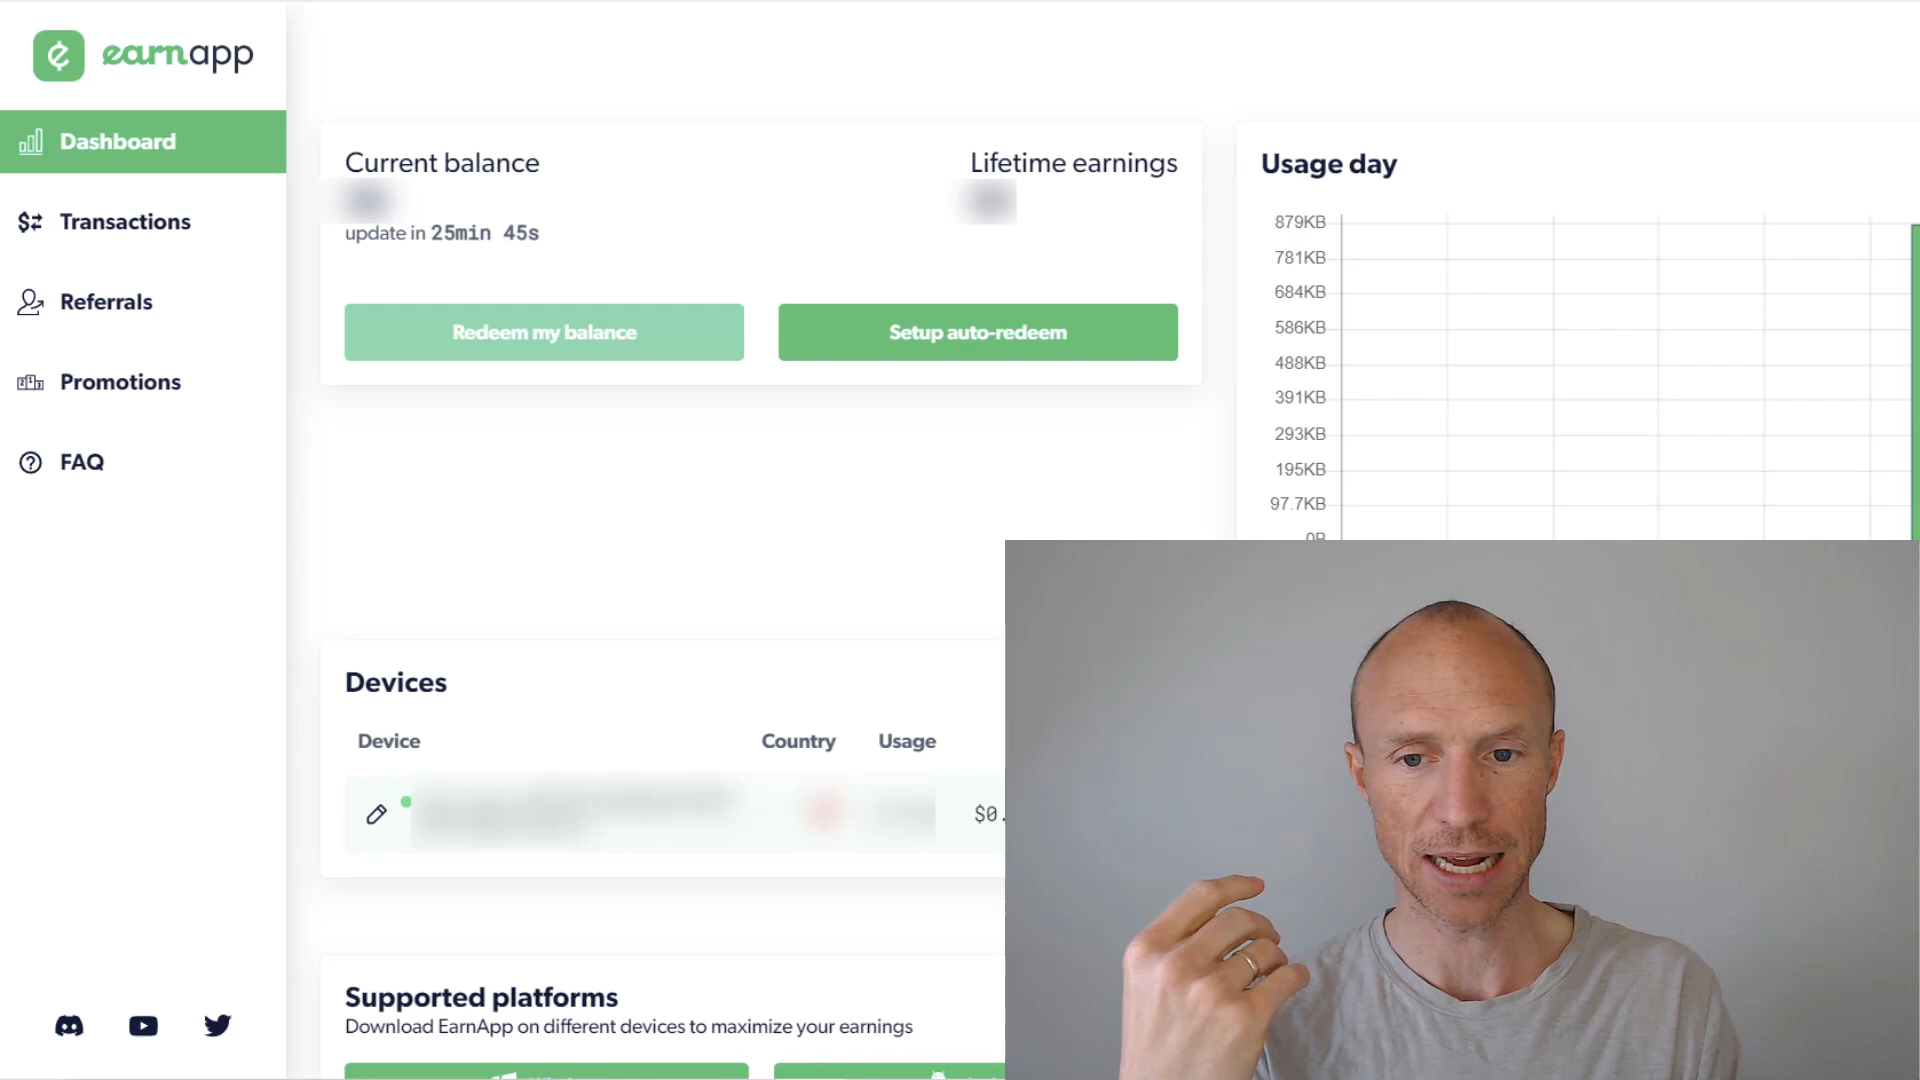 earnapp
Dashboard
Transactions
Referrals
Promotions
FAQ
Current balance
Lifetime earnings
update in 25min 45s
Redeem my balance
Setup auto-redeem
Usage day
879KB
781KB
684KB
586KB
488KB
391KB
293KB
195KB
97.7KB
0B
Devices
Device
Country
Usage
$0.
Supported platforms
Download EarnApp on different devices to maximize your earnings